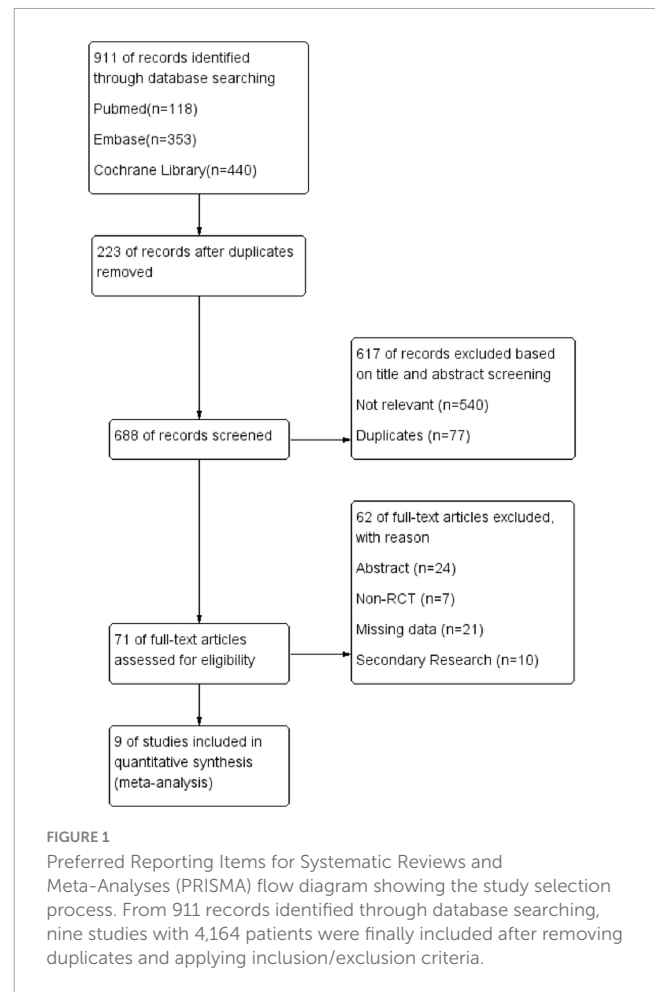 911 of records identified
through database searching
Pubmed(n=118)
Embase(n=353)
Cochrane Library(n=440)
223 of records after duplicates
removed
617 of records excluded based
on title and abstract screening
Not relevant (n=540)
Duplicates (n=77)
688 of records screened
62 of full-text articles excluded,
with reason
Abstract (n=24)
Non-RCT (n=7)
Missing data (n=21)
Secondary Research (n=10)
71 of full-text articles
assessed for eligibility
9 of studies included in
quantitative synthesis
(meta-analysis)
FIGURE 1
Preferred Reporting Items for Systematic Reviews and
Meta-Analyses (PRISMA) flow diagram showing the study selection
process. From 911 records identified through database searching,
nine studies with 4,164 patients were finally included after removing
duplicates and applying inclusion/exclusion criteria.